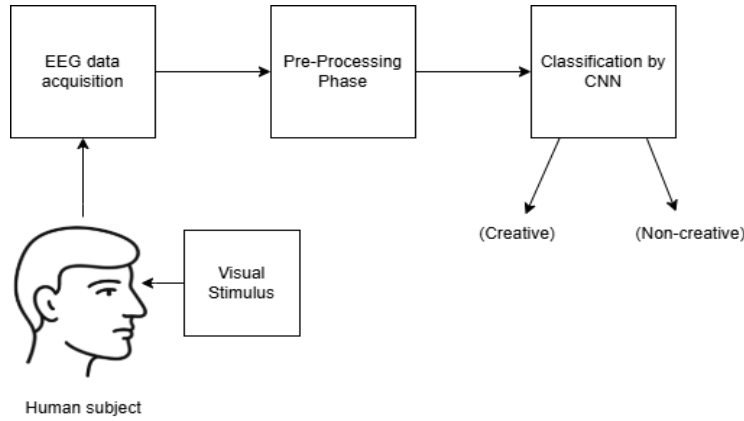 EEG data
acquisition
Pre-Processing
Phase
Classification by
CNN
(Creative)
(Non-creative)
Visual
Stimulus
Human subject